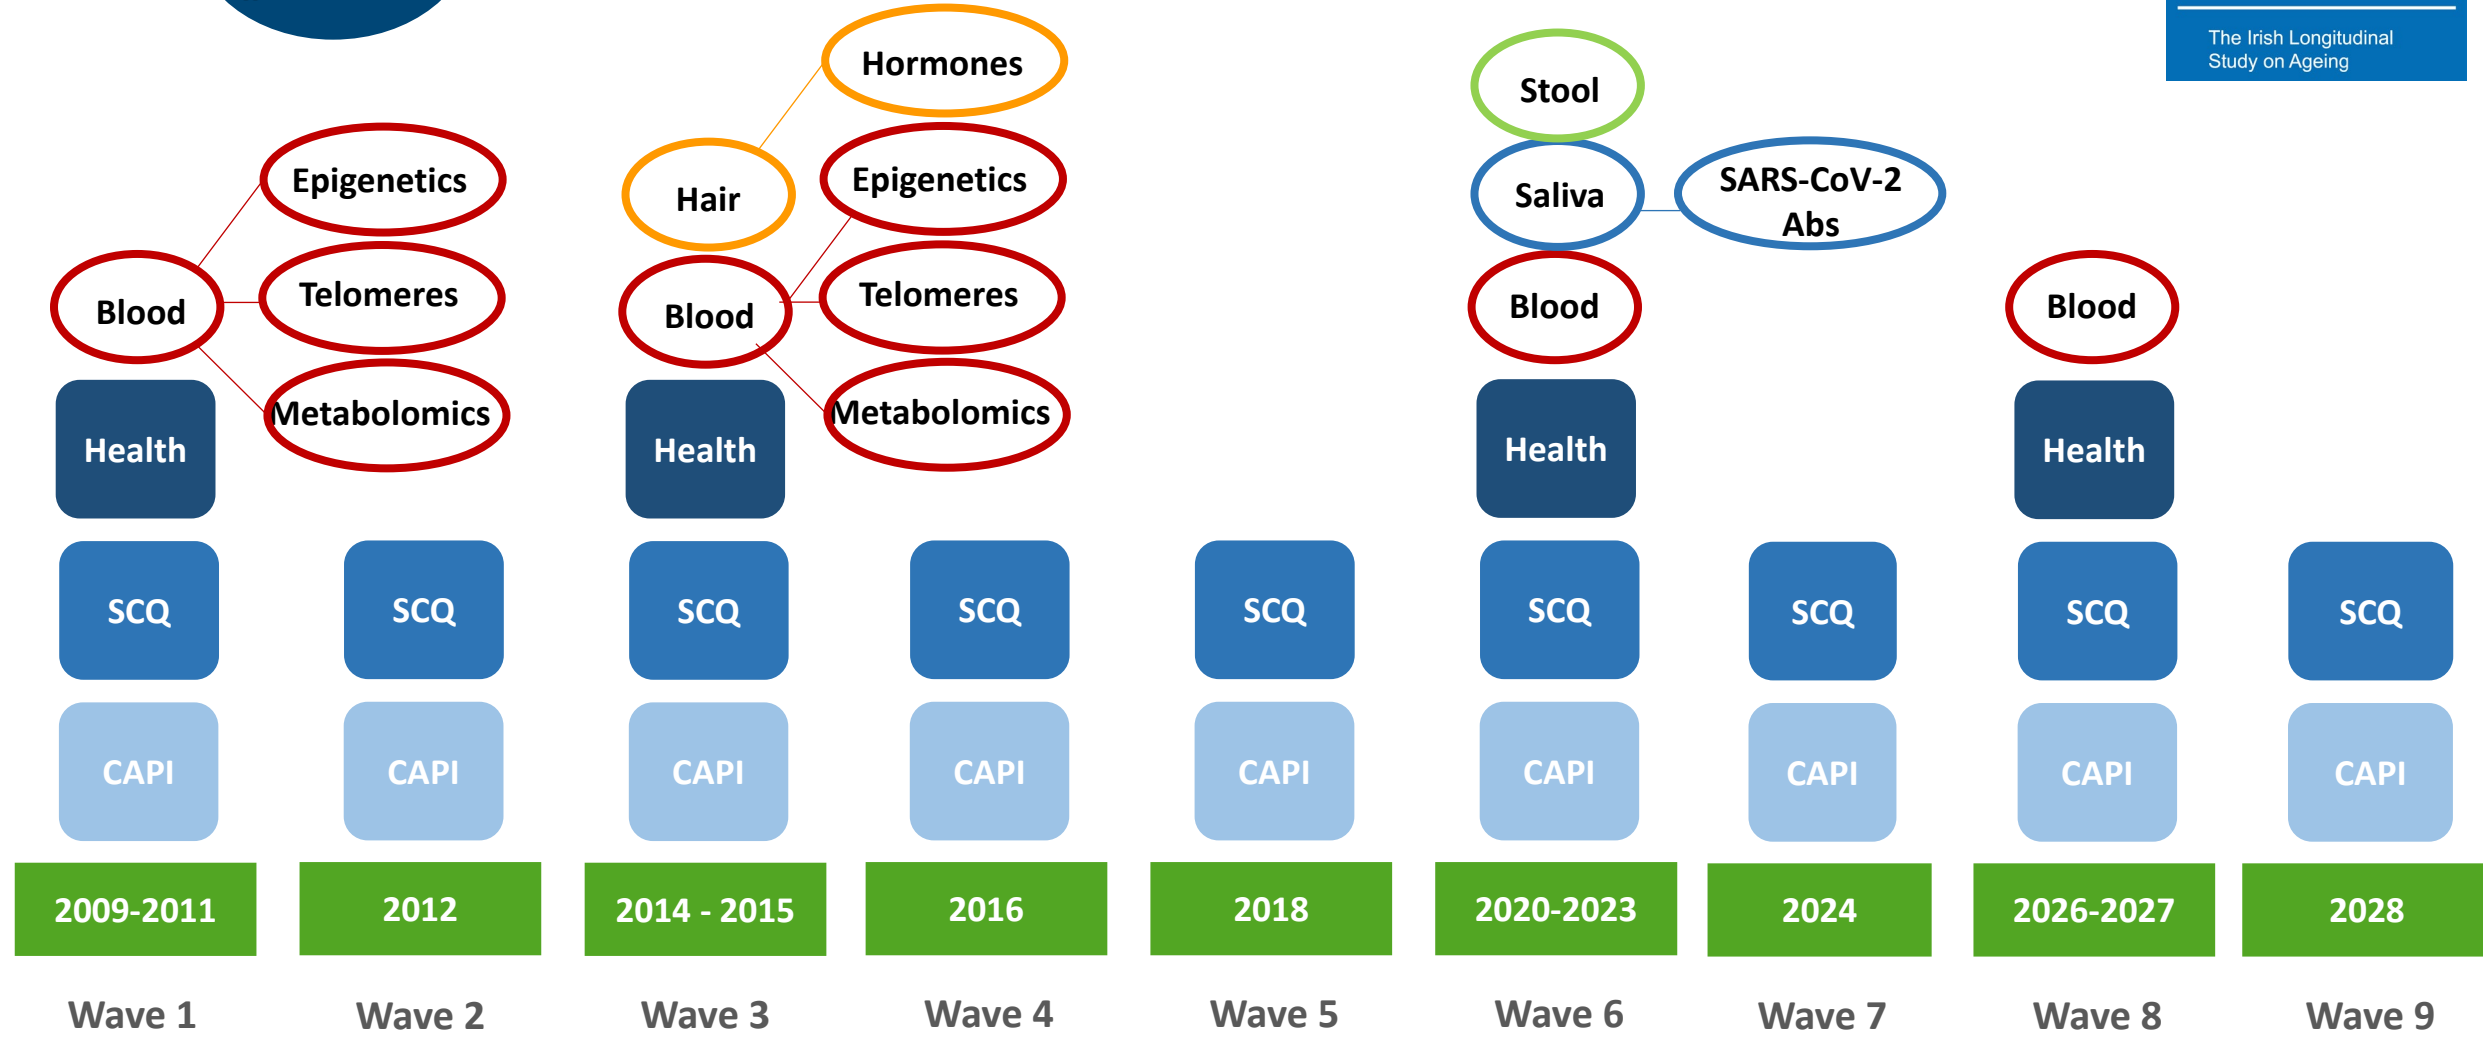 The Irish Longitudinal
Study on Ageing
Hormones
Stool
Epigenetics
Hair
Epigenetics
Saliva
SARS-CoV-2
Abs
Blood
Telomeres
Blood
Telomeres
Blood
Blood
Metabolomics
Metabolomics
Health
Health
Health
Health
SCQ
SCQ
SCQ
SCQ
SCQ
SCQ
SCQ
SCQ
SCQ
CAPI
CAPI
CAPI
CAPI
CAPI
CAPI
CAPI
CAPI
CAPI
2009-2011
2012
2014 - 2015
2016
2018
2020-2023
2024
2026-2027
2028
Wave 1
Wave 2
Wave 3
Wave 4
Wave 5
Wave 6
Wave 7
Wave 8
Wave 9